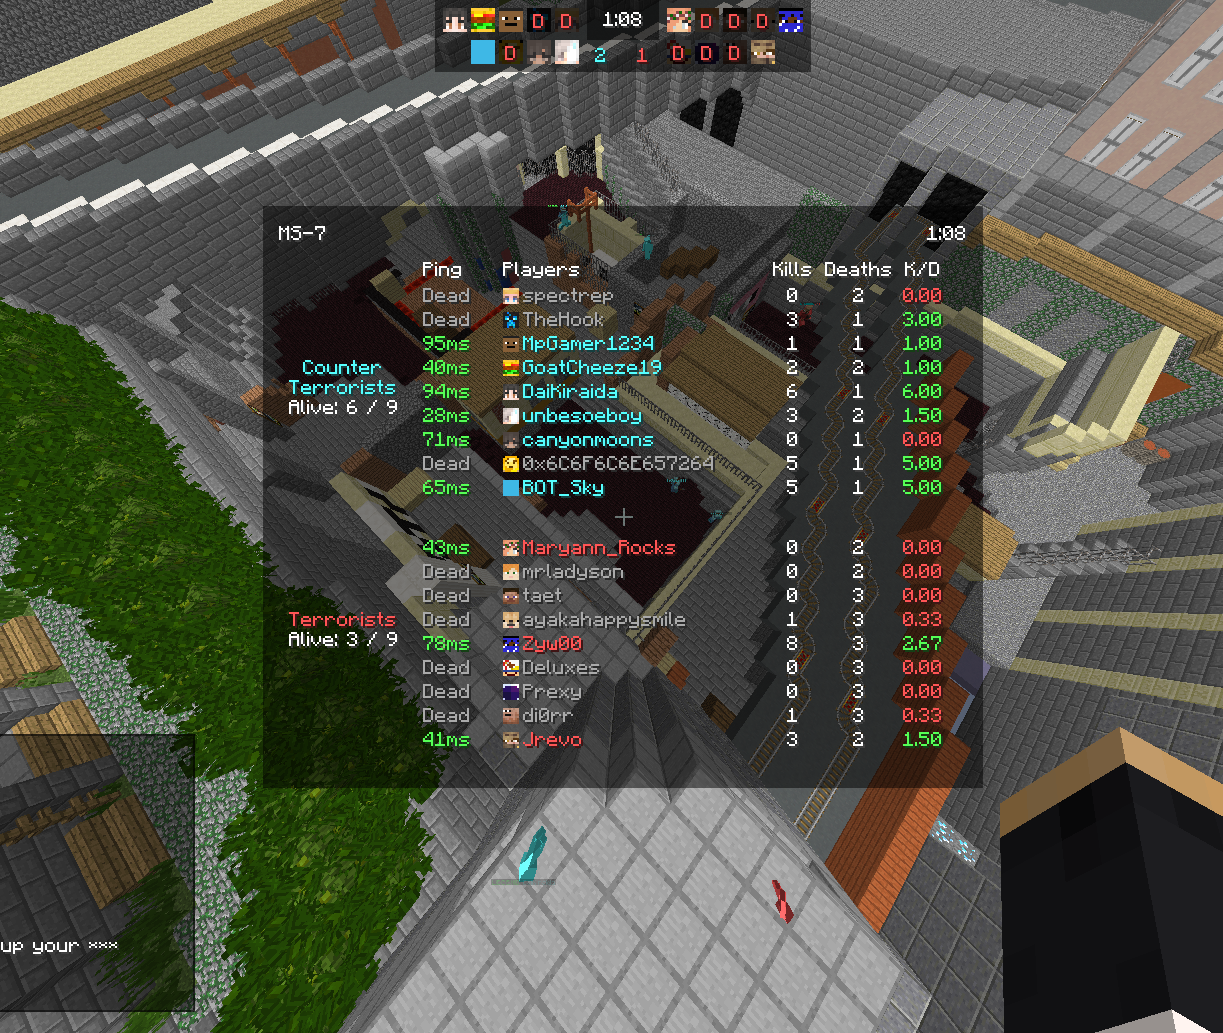 D D 1:08 D D D
D 2 1 D D D
MS-7 1:08
Ping Players Kills Deaths K/D
Dead spectrep 0 2 0.00
Dead TheHook 3 1 3.00
95ms MpGamer1234 1 1 1.00
Counter
40ms GoatCheeze19 2 2 1.00
Terrorists
94ms DaiKiraida 6 1 6.00
Alive: 6 / 9
28ms unbesoeboy 3 2 1.50
71ms canyonmoons 0 1 0.00
Dead 0x6C6F6C6E657264 5 1 5.00
65ms BOT_Sky 5 1 5.00
43ms Maryann_Rocks 0 2 0.00
Dead mrladyson 0 2 0.00
Dead taet 0 3 0.00
Terrorists Dead ayakahappysmile 1 3 0.33
Alive: 3 / 9 78ms Zyw00 8 3 2.67
Dead Deluxes 0 3 0.00
Dead Prexy 0 3 0.00
Dead di0rr 1 3 0.33
41ms Jrevo 3 2 1.50
up your ***